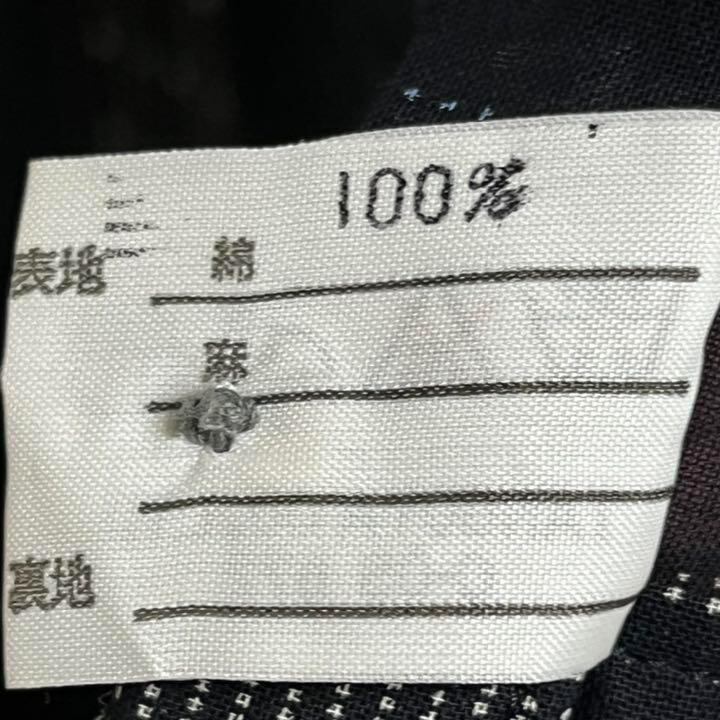 表地 綿 100%
麻
裏地